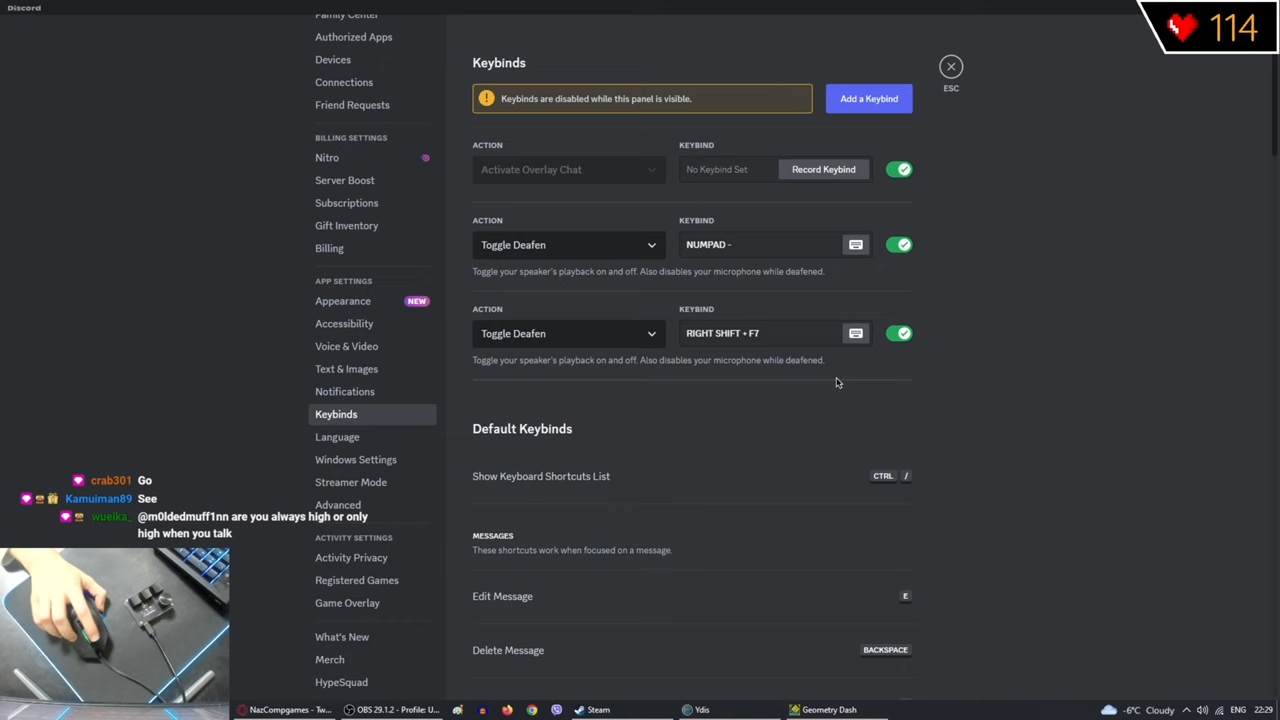 Discord
114
Family Center
Authorized Apps
Devices
Connections
Friend Requests
BILLING SETTINGS
Nitro
Server Boost
Subscriptions
Gift Inventory
Billing
APP SETTINGS
Appearance NEW
Accessibility
Voice & Video
Text & Images
Notifications
Keybinds
Language
Windows Settings
Streamer Mode
Advanced
ACTIVITY SETTINGS
Activity Privacy
Registered Games
Game Overlay
What's New
Merch
HypeSquad
Keybinds
Keybinds are disabled while this panel is visible.
Add a Keybind
ESC
ACTION KEYBIND
Activate Overlay Chat No Keybind Set Record Keybind
ACTION KEYBIND
Toggle Deafen NUMPAD -
Toggle your speaker's playback on and off. Also disables your microphone while deafened.
ACTION KEYBIND
Toggle Deafen RIGHT SHIFT + F7
Toggle your speaker's playback on and off. Also disables your microphone while deafened.
Default Keybinds
Show Keyboard Shortcuts List CTRL /
MESSAGES
These shortcuts work when focused on a message.
Edit Message E
Delete Message BACKSPACE
crab301 Go
Kamuiman89 See
wueika_ @m0ldedmuff1nn are you always high or only
high when you talk
NazCompgames - Tw... OBS 29.1.2 - Profile: U... Steam Ydis Geometry Dash -6°C Cloudy ENG 22:29